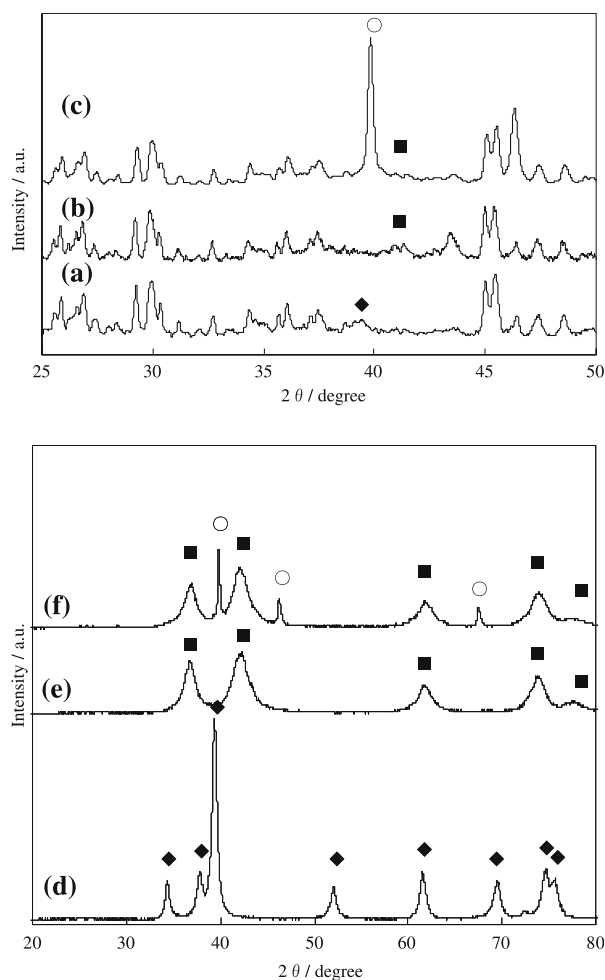 Intensity / a.u.
(c)
(b)
(a)
25 30 35 40 45 50
2 θ / degree
Intensity / a.u.
(f)
(e)
(d)
20 30 40 50 60 70 80
2 θ / degree